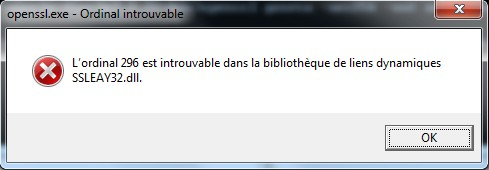 openssl.exe - Ordinal introuvable
L'ordinal 296 est introuvable dans la bibliothèque de liens dynamiques
SSLEAY32.dll.
OK